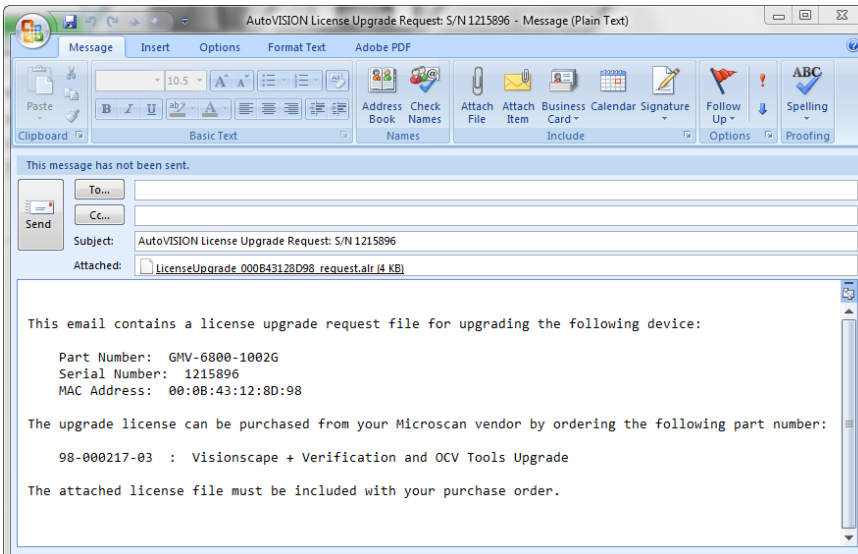 AutoVISION License Upgrade Request: S/N 1215896 - Message (Plain Text)
Message Insert Options Format Text Adobe PDF
Paste
10.5 A A
B I U ab A
Address Book
Check Names
Attach File
Attach Item
Business Card
Calendar
Signature
Follow Up
ABC
Spelling
Clipboard Basic Text Names Include Options Proofing
This message has not been sent.
Send
To...
Cc...
Subject: AutoVISION License Upgrade Request: S/N 1215896
Attached: LicenseUpgrade_000B43128D98_request.alr (4 KB)
This email contains a license upgrade request file for upgrading the following device:
Part Number: GMV-6800-1002G
Serial Number: 1215896
MAC Address: 00:0B:43:12:8D:98
The upgrade license can be purchased from your Microscan vendor by ordering the following part number:
98-000217-03 : Visionscape + Verification and OCV Tools Upgrade
The attached license file must be included with your purchase order.